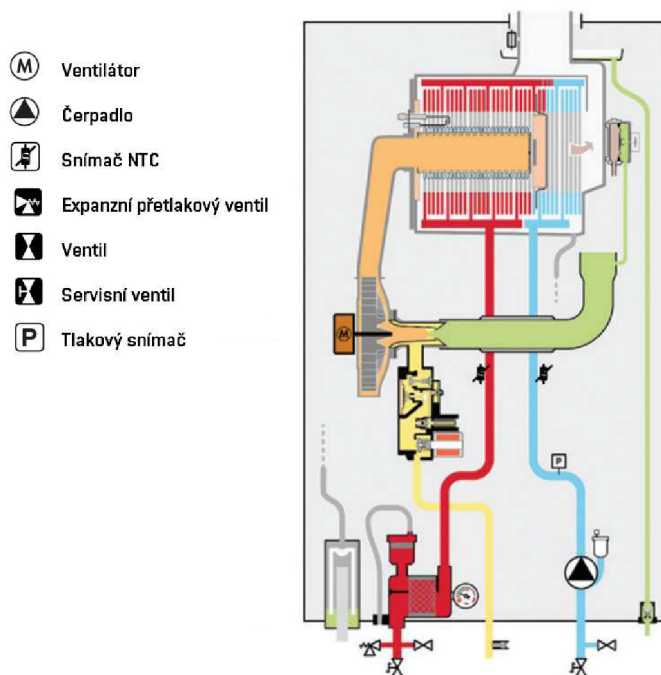 M Ventilátor
Čerpadlo
Snímač NTC
Expanzní přetlakový ventil
Ventil
Servisní ventil
P Tlakový snímač
M
P